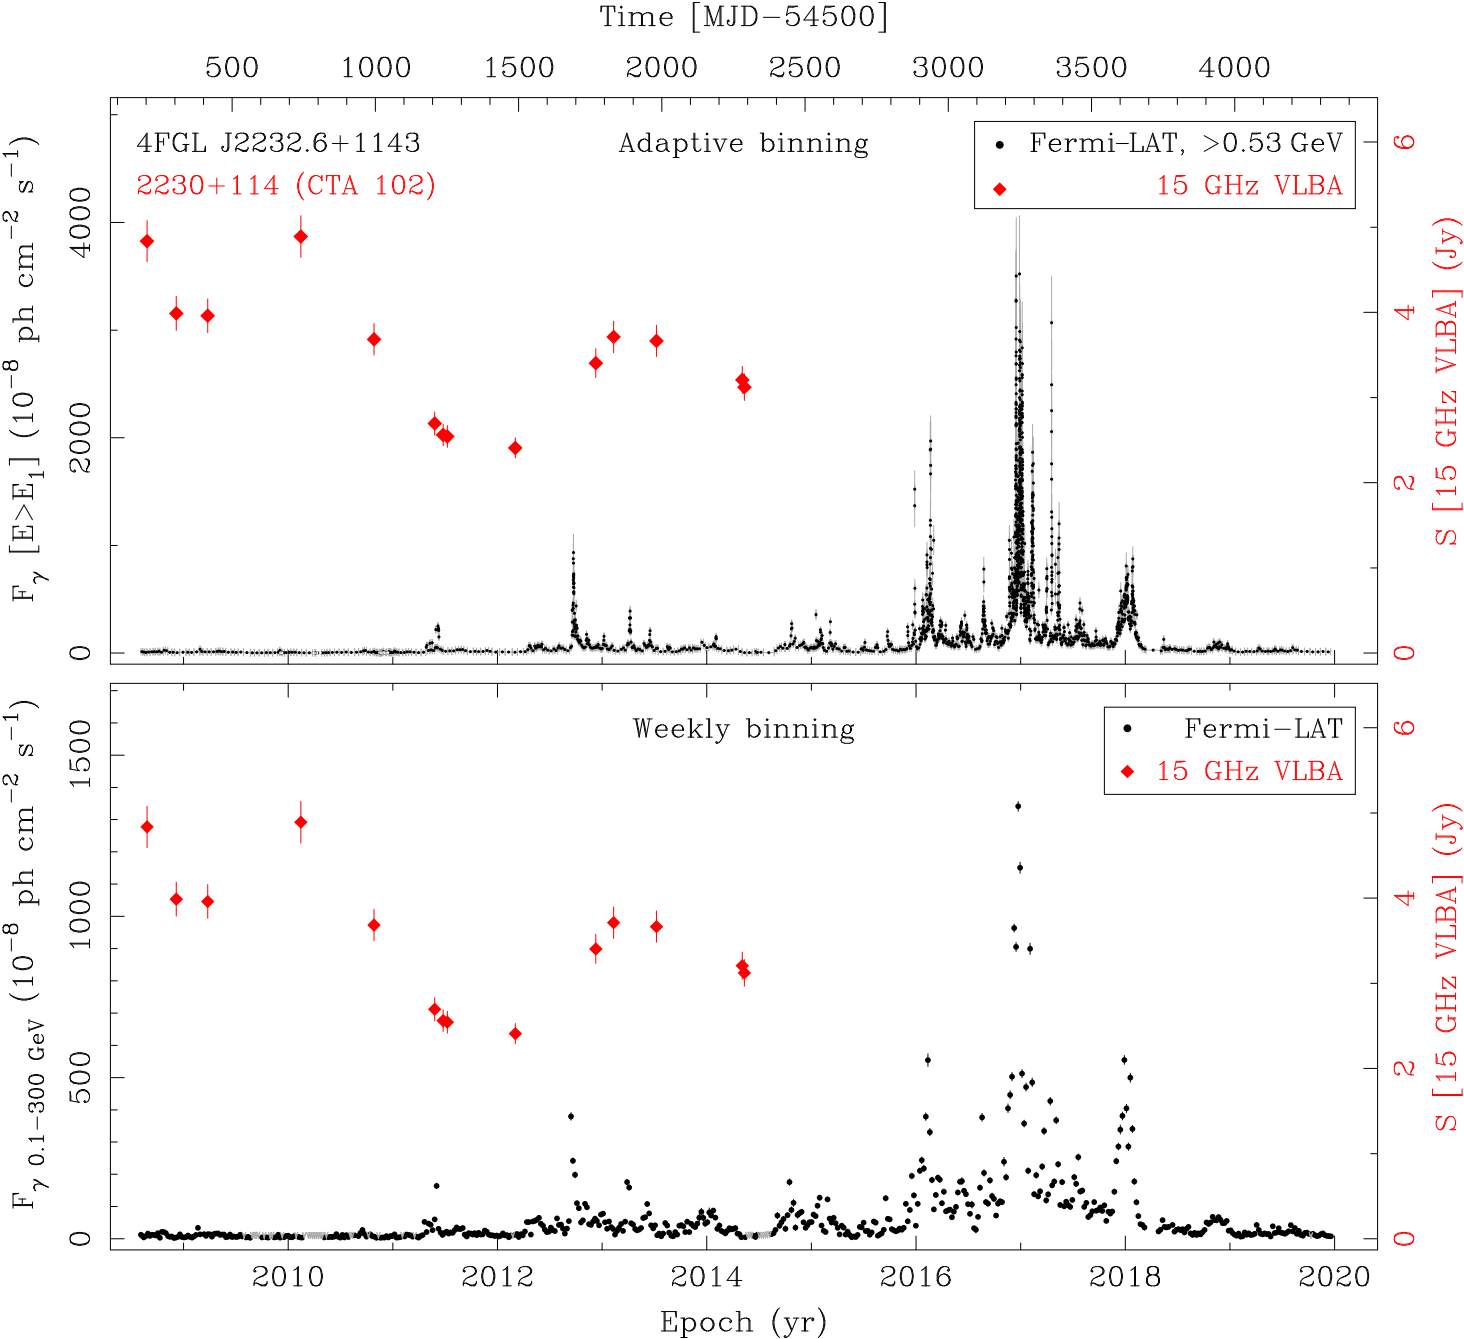 Time [MJD−54500]
500 1000 1500 2000 2500 3000 3500 4000
4FGL J2232.6+1143
2230+114 (CTA 102)
Adaptive binning
Fermi−LAT, >0.53 GeV
15 GHz VLBA
0 2000 4000
Fγ [E>E1] (10−8 ph cm−2 s−1)
0 2 4 6
S [15 GHz VLBA] (Jy)
Weekly binning
Fermi−LAT
15 GHz VLBA
0 500 1000 1500
Fγ 0.1−300 GeV (10−8 ph cm−2 s−1)
0 2 4 6
S [15 GHz VLBA] (Jy)
2010 2012 2014 2016 2018 2020
Epoch (yr)